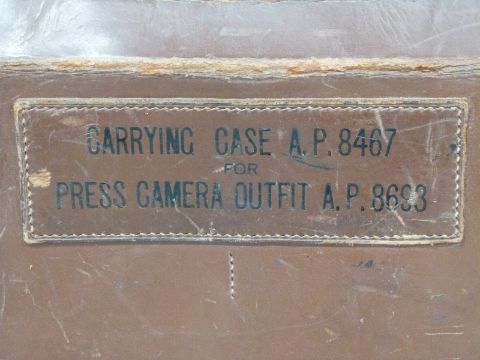 CARRYING CASE A.P. 8467
FOR
PRESS CAMERA OUTFIT A.P. 8693